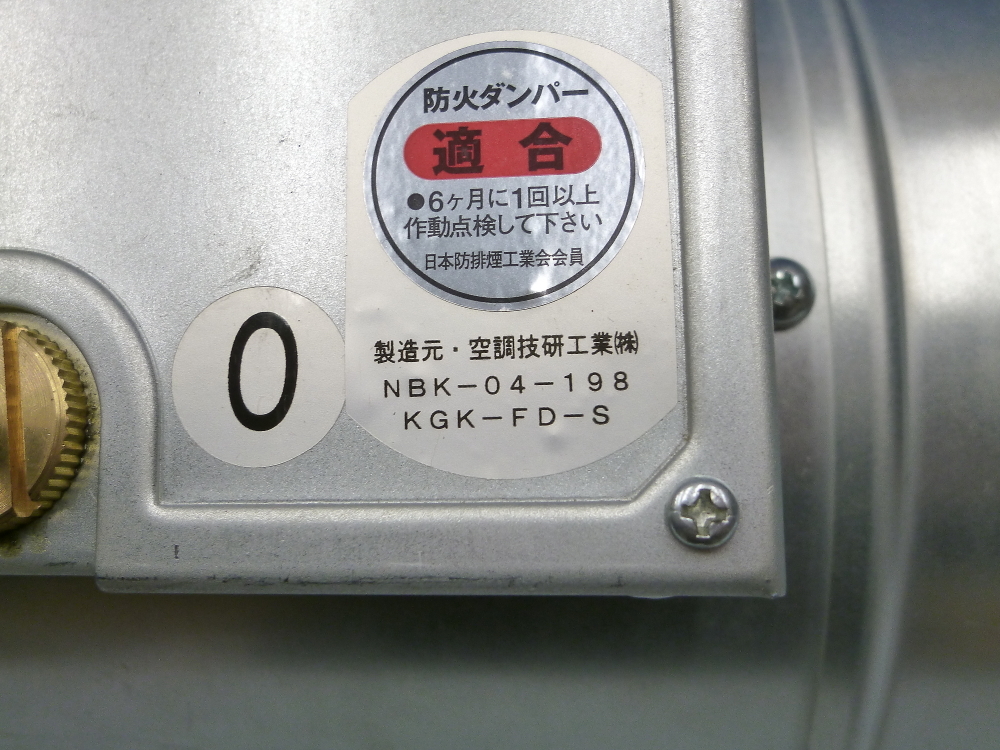 防火ダンパー
適合
●6ヶ月に1回以上
作動点検して下さい
日本防排煙工業会会員
0
製造元・空調技研工業㈱
NBK－04－198
KGK－FD－S